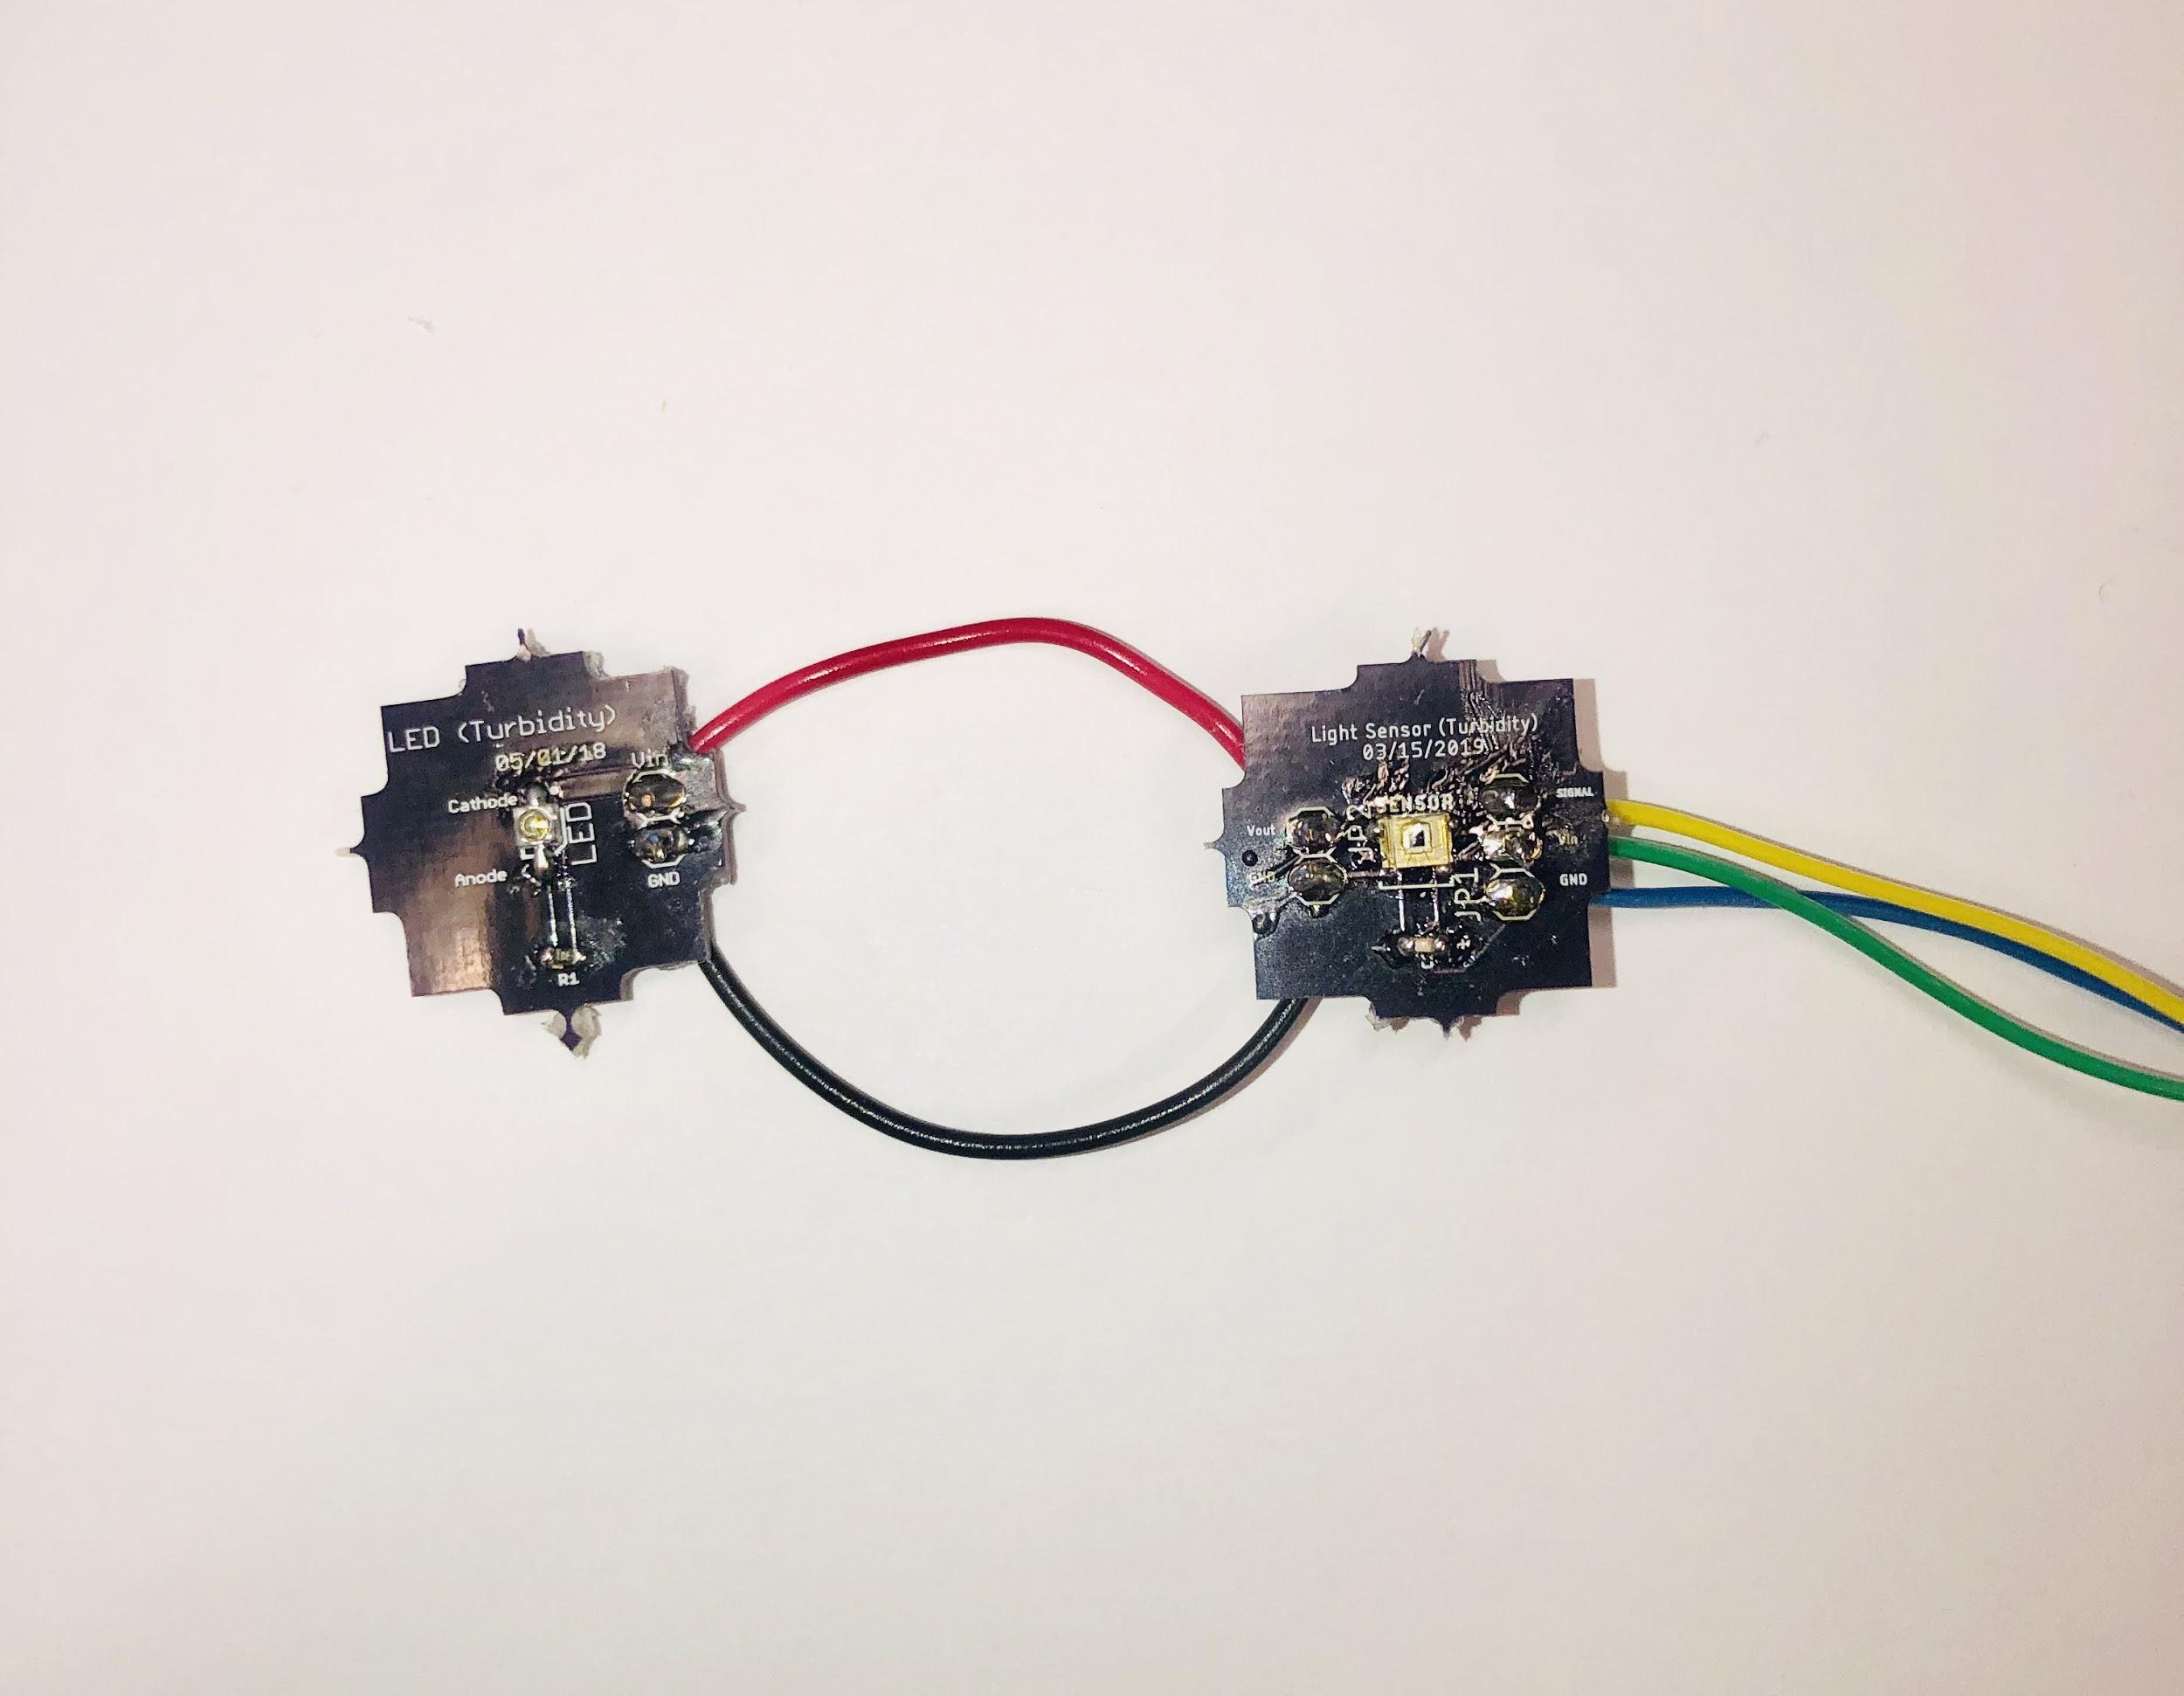 LED (Turbidity)
05/01/18
Vin
Cathode
LED
Anode
GND
R1
Light Sensor (Turbidity)
03/15/2019
SIGNAL
SENSOR
Vout
JP2
Vin
GND
GND
JP1